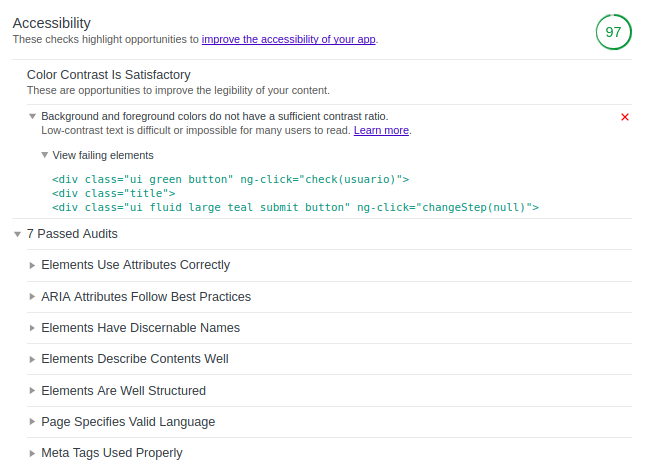 Accessibility
These checks highlight opportunities to improve the accessibility of your app.
97
Color Contrast Is Satisfactory
These are opportunities to improve the legibility of your content.
Background and foreground colors do not have a sufficient contrast ratio.
Low-contrast text is difficult or impossible for many users to read. Learn more.
View failing elements
<div class="ui green button" ng-click="check(usuario)">
<div class="title">
<div class="ui fluid large teal submit button" ng-click="changeStep(null)">
7 Passed Audits
Elements Use Attributes Correctly
ARIA Attributes Follow Best Practices
Elements Have Discernable Names
Elements Describe Contents Well
Elements Are Well Structured
Page Specifies Valid Language
Meta Tags Used Properly